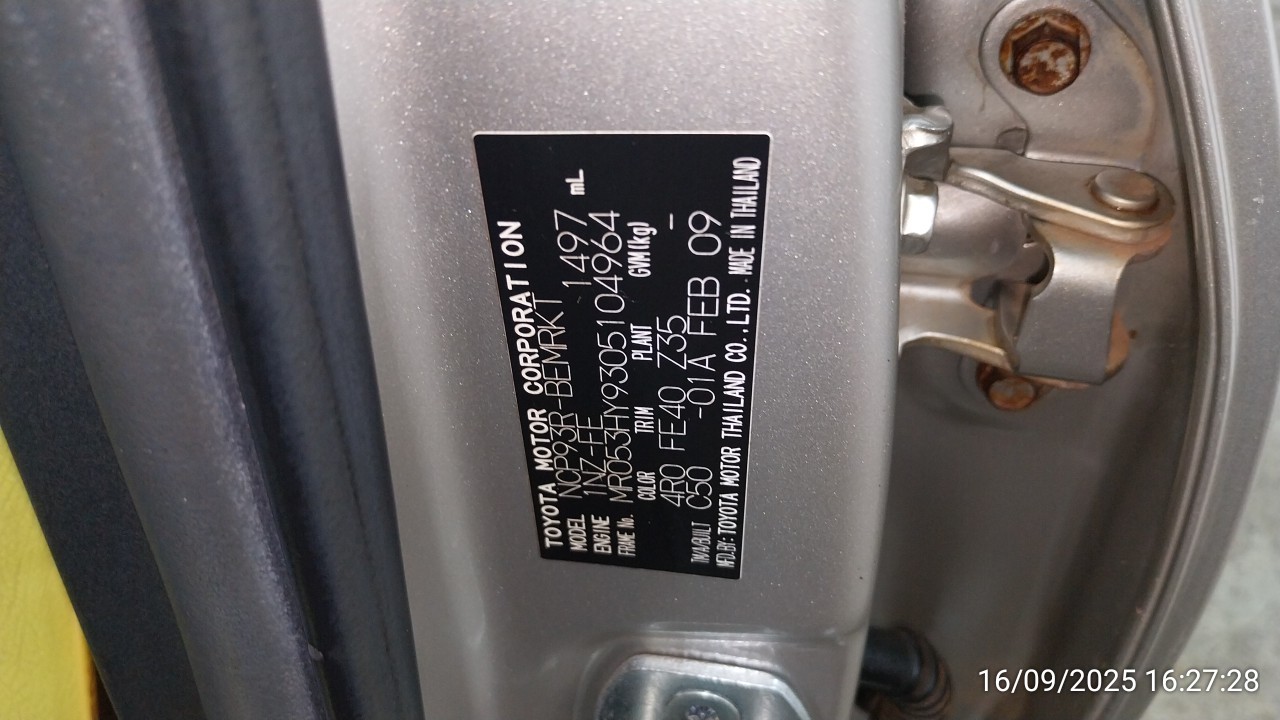 TOYOTA MOTOR CORPORATION
MODEL NCP93R-BEMRKT
ENGINE 1NZ-FE 1497 mL
FRAME No. MR053HY9305104964
COLOR TRIM PLANT GVM(kg)
4R0 FE40 Z35 -
TM/A/BUILT C50 -01A FEB 09
MFD.BY: TOYOTA MOTOR THAILAND CO.,LTD. MADE IN THAILAND
16/09/2025 16:27:28